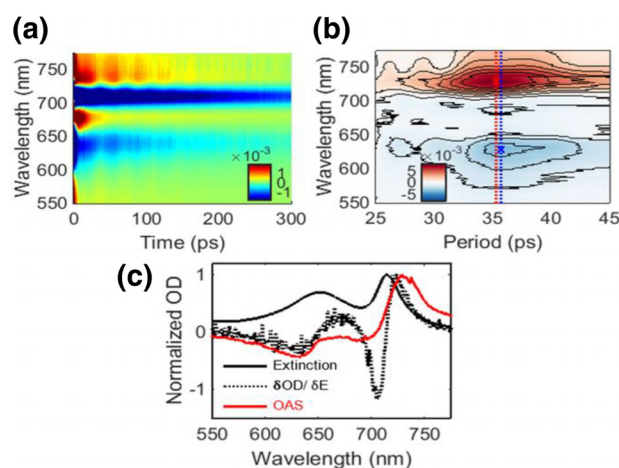 (a)
Wavelength (nm)
750
700
650
600
550
0
100
200
300
Time (ps)
×10⁻³
1
0
-1
(b)
Wavelength (nm)
750
700
650
600
550
25
30
35
40
45
Period (ps)
×10⁻³
5
0
-5
(c)
Normalized OD
1
0
-1
550
600
650
700
750
Wavelength (nm)
Extinction
δOD/ δE
OAS